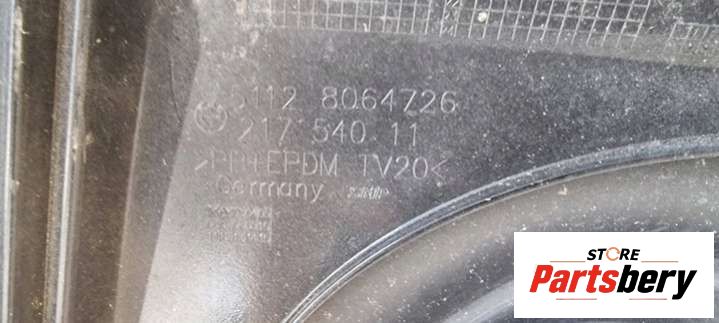 5112 8064726
217 540 11
>PP+EPDM TV20<
Germany
STORE
Partsbery